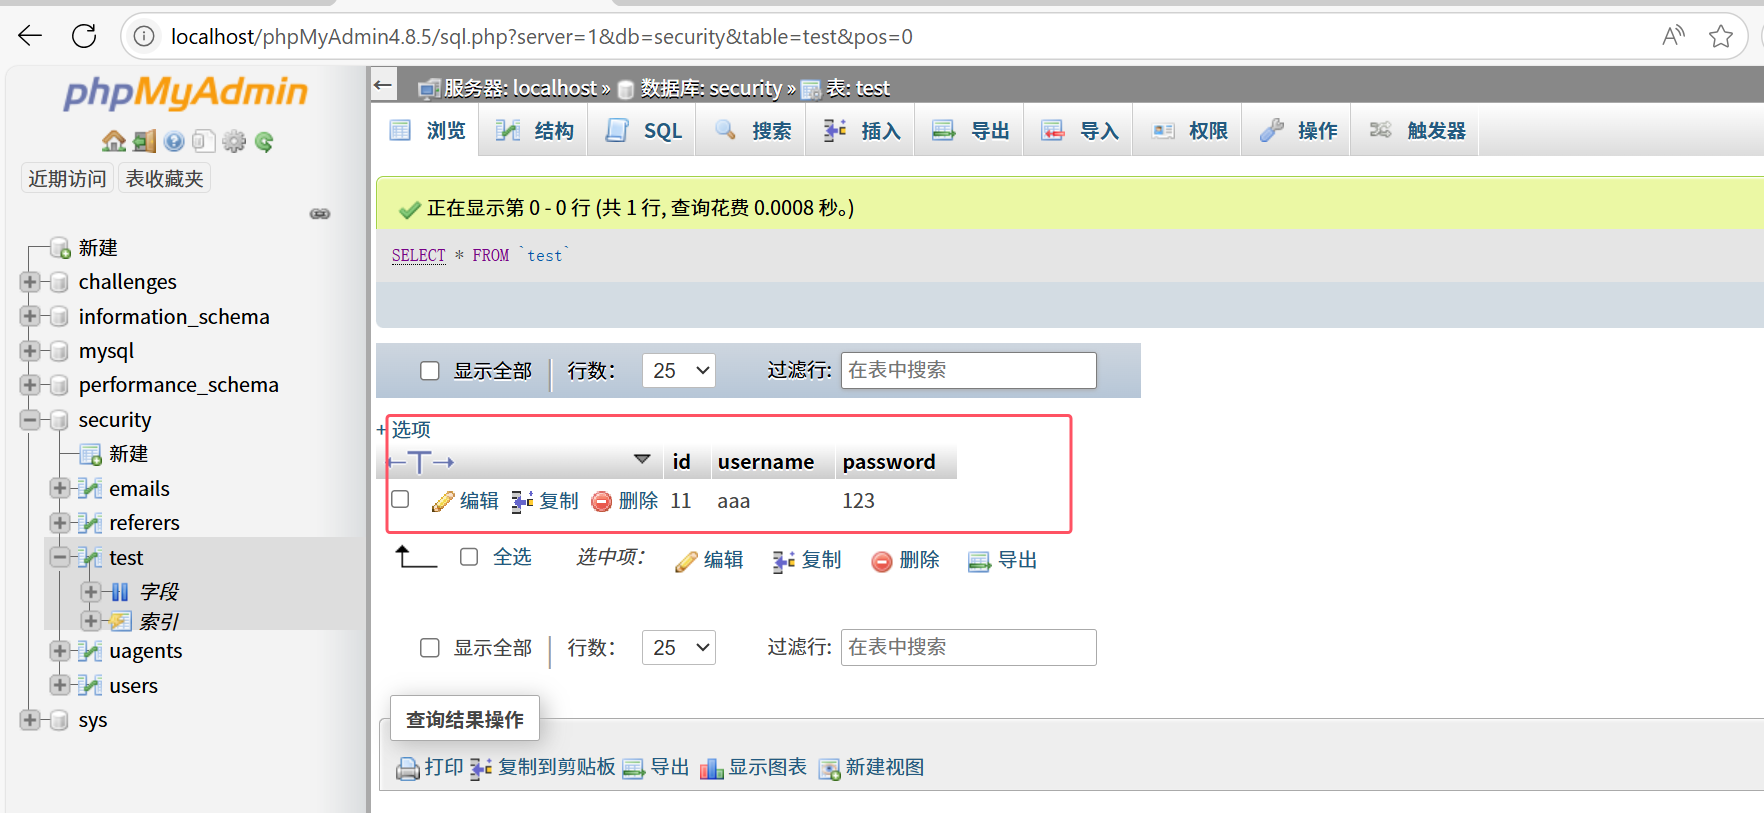 localhost/phpMyAdmin4.8.5/sql.php?server=1&db=security&table=test&pos=0
phpMyAdmin
近期访问 表收藏夹
新建
challenges
information_schema
mysql
performance_schema
security
新建
emails
referers
test
字段
索引
uagents
users
sys
服务器: localhost » 数据库: security » 表: test
浏览 结构 SQL 搜索 插入 导出 导入 权限 操作 触发器
正在显示第 0 - 0 行 (共 1 行, 查询花费 0.0008 秒。)
SELECT * FROM `test`
显示全部 行数： 25 过滤行: 在表中搜索
+ 选项
←T→ id username password
编辑 复制 删除 11 aaa 123
全选 选中项： 编辑 复制 删除 导出
显示全部 行数： 25 过滤行: 在表中搜索
查询结果操作
打印 复制到剪贴板 导出 显示图表 新建视图